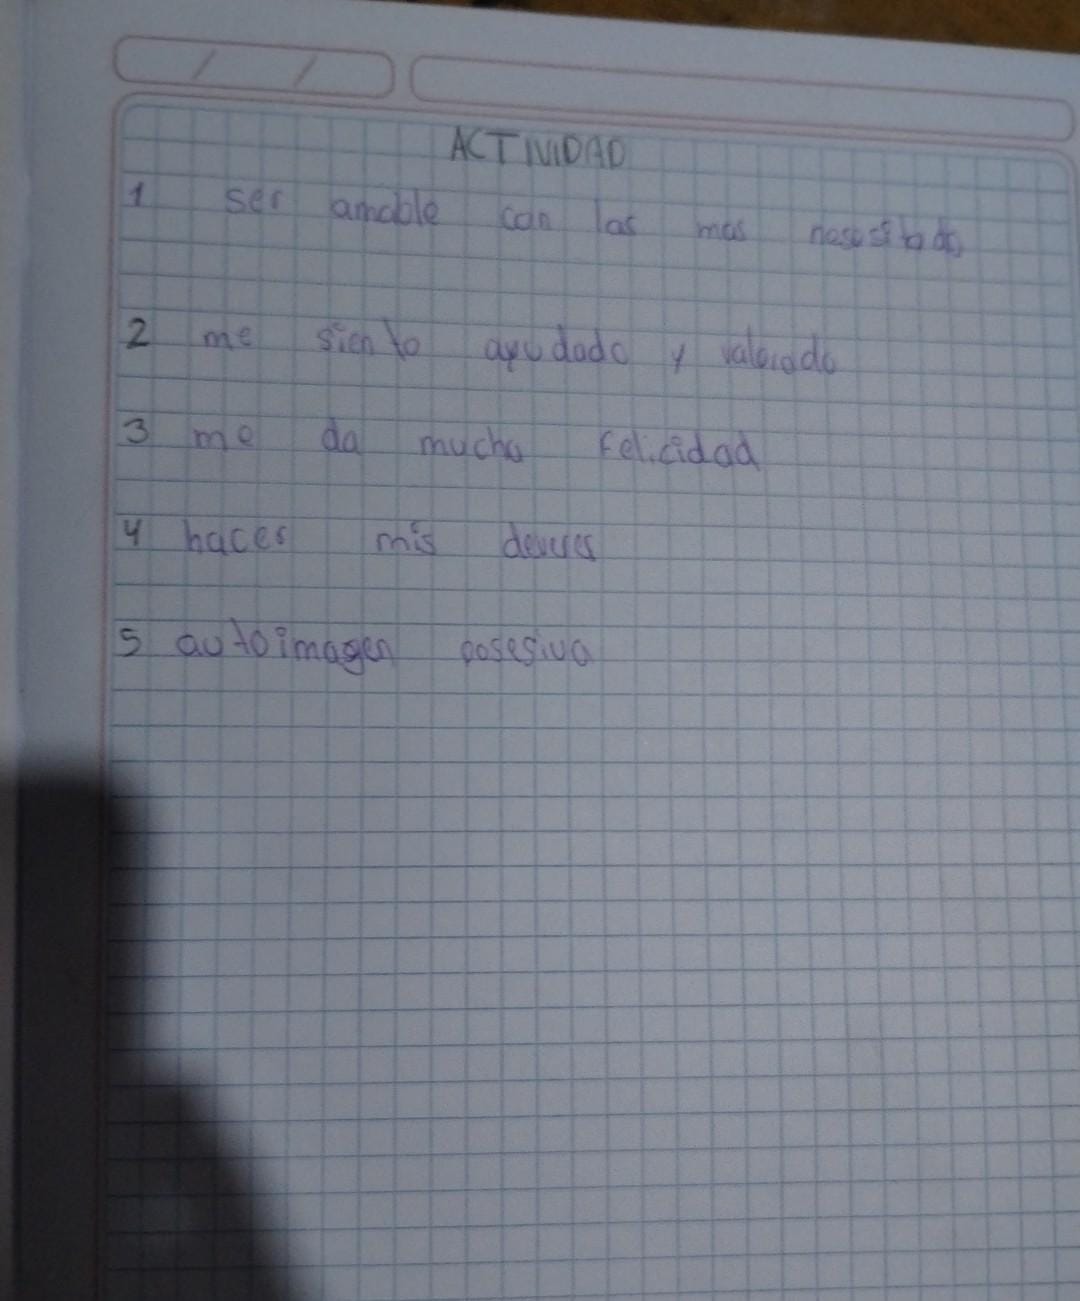 ACTIVIDAD
1 ser amable con las mas nesesitado
2 me siento ayudado y valorado
3 me da mucha felicidad
4 hacer mis deveres
5 autoimagen posesiva